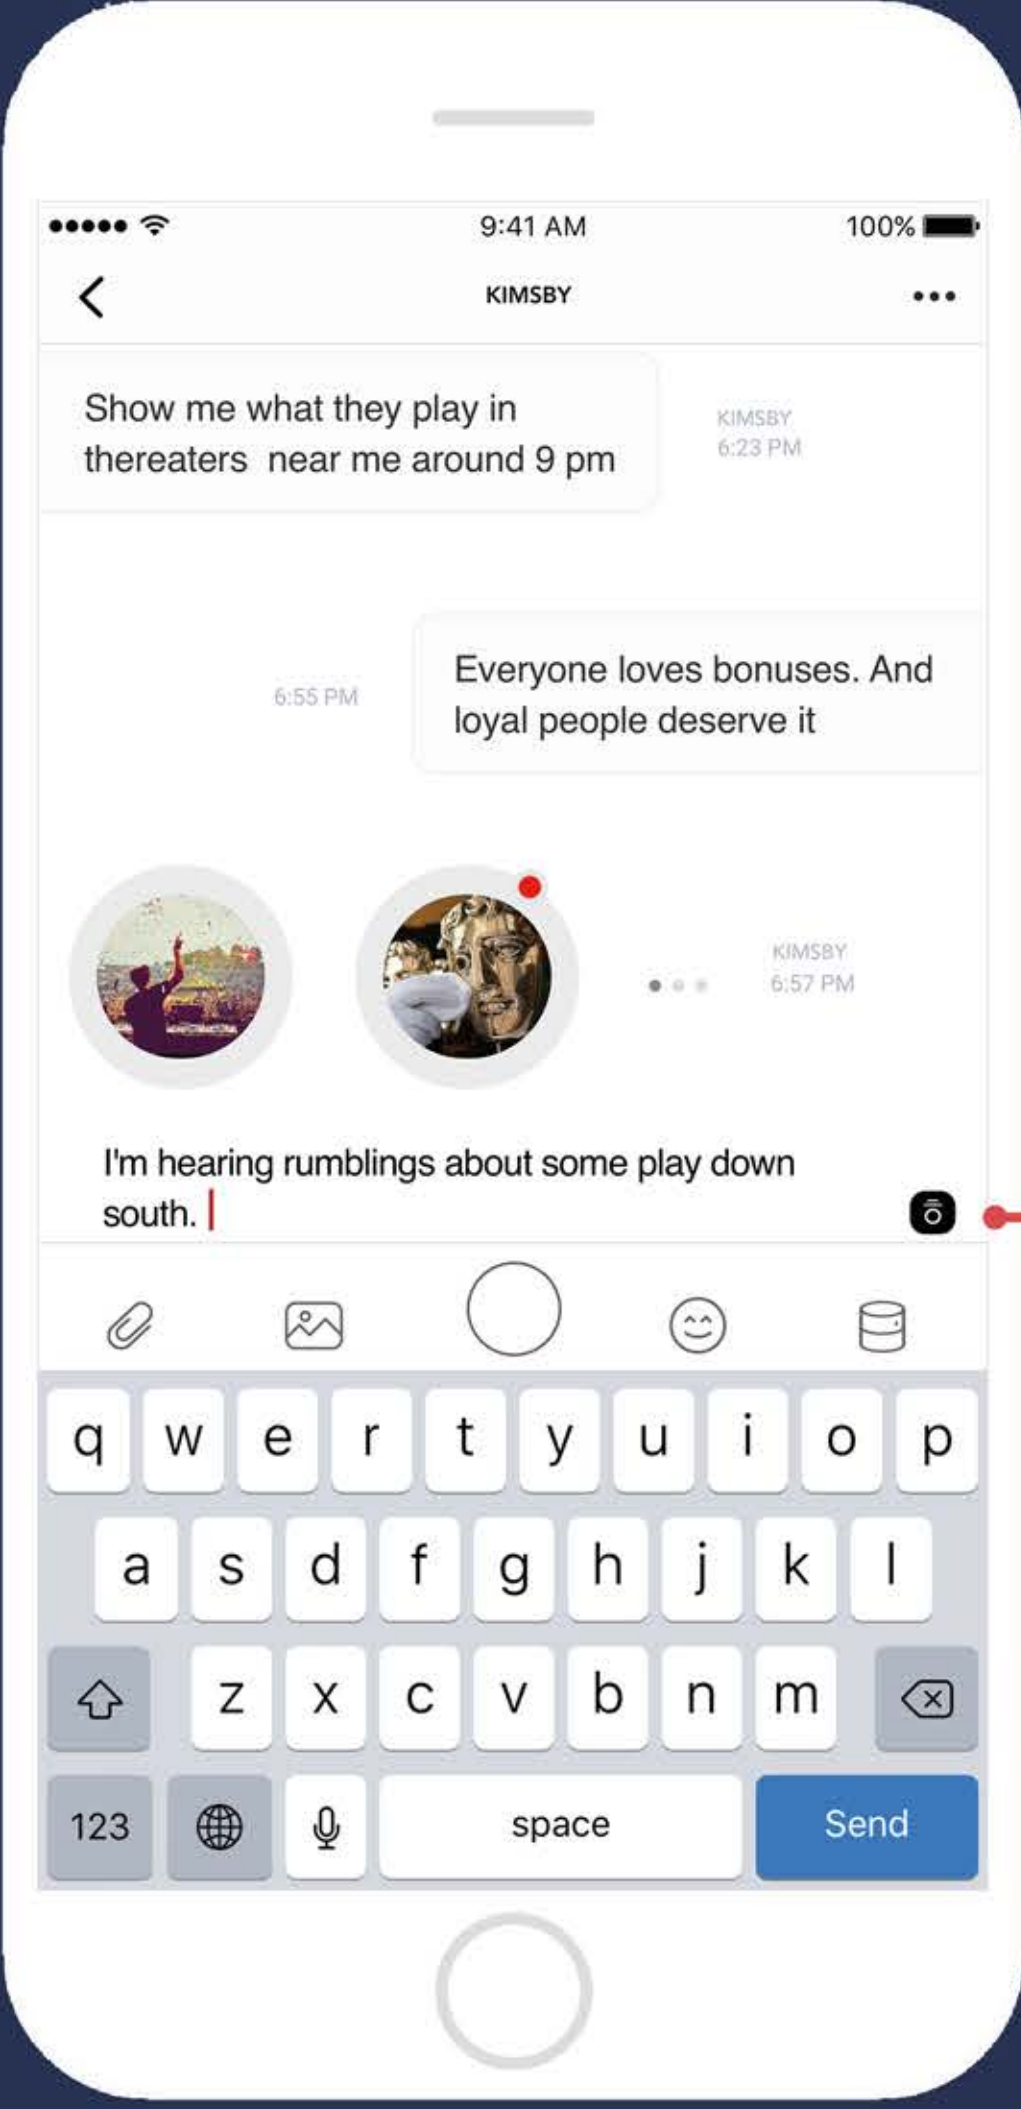 9:41 AM
100%
KIMSBY
Show me what they play in
thereaters  near me around 9 pm
KIMSBY
6:23 PM
6:55 PM
Everyone loves bonuses. And
loyal people deserve it
KIMSBY
6:57 PM
I'm hearing rumblings about some play down
south.
q w e r t y u i o p
a s d f g h j k l
z x c v b n m
123 space Send